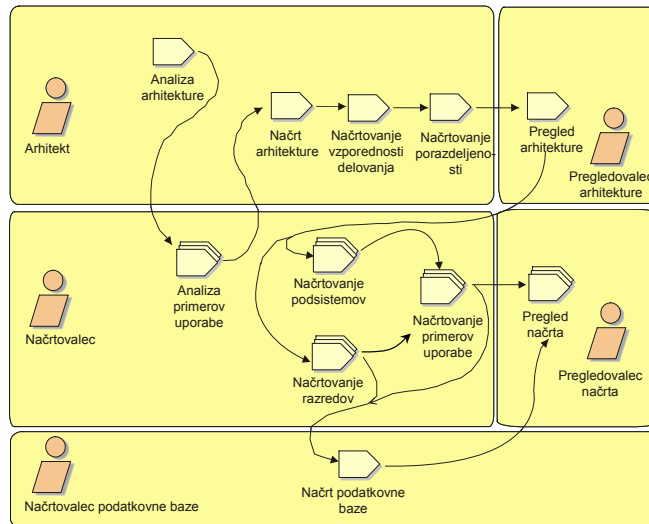 Analiza
arhitekture
Arhitekt
Načrt
arhitekture
Načrtovanje
vzporednosti
delovanja
Načrtovanje
porazdeljeno-
sti
Pregled
arhitekture
Pregledovalec
arhitekture
Analiza
primerov
uporabe
Načrtovanje
podsistemov
Načrtovanje
primerov
uporabe
Pregled
načrta
Načrtovalec
Načrtovanje
razredov
Pregledovalec
načrta
Načrtovalec podatkovne baze
Načrt podatkovne
baze